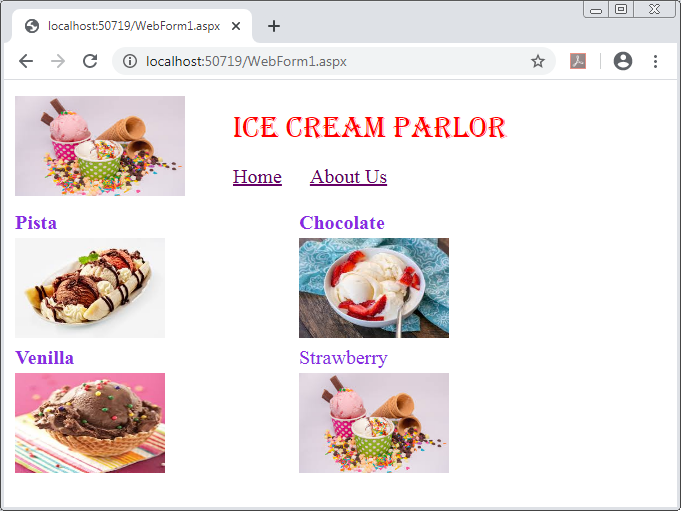 localhost:50719/WebForm1.aspx
localhost:50719/WebForm1.aspx
ICE CREAM PARLOR
Home About Us
Pista Chocolate
Venilla Strawberry